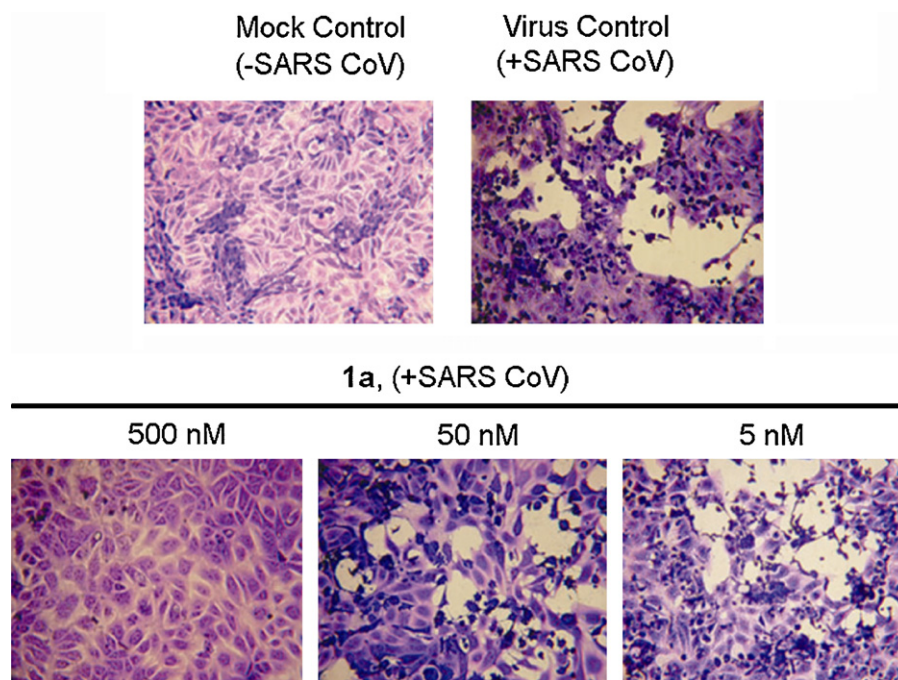 Mock Control
(-SARS CoV)
Virus Control
(+SARS CoV)
1a, (+SARS CoV)
500 nM
50 nM
5 nM